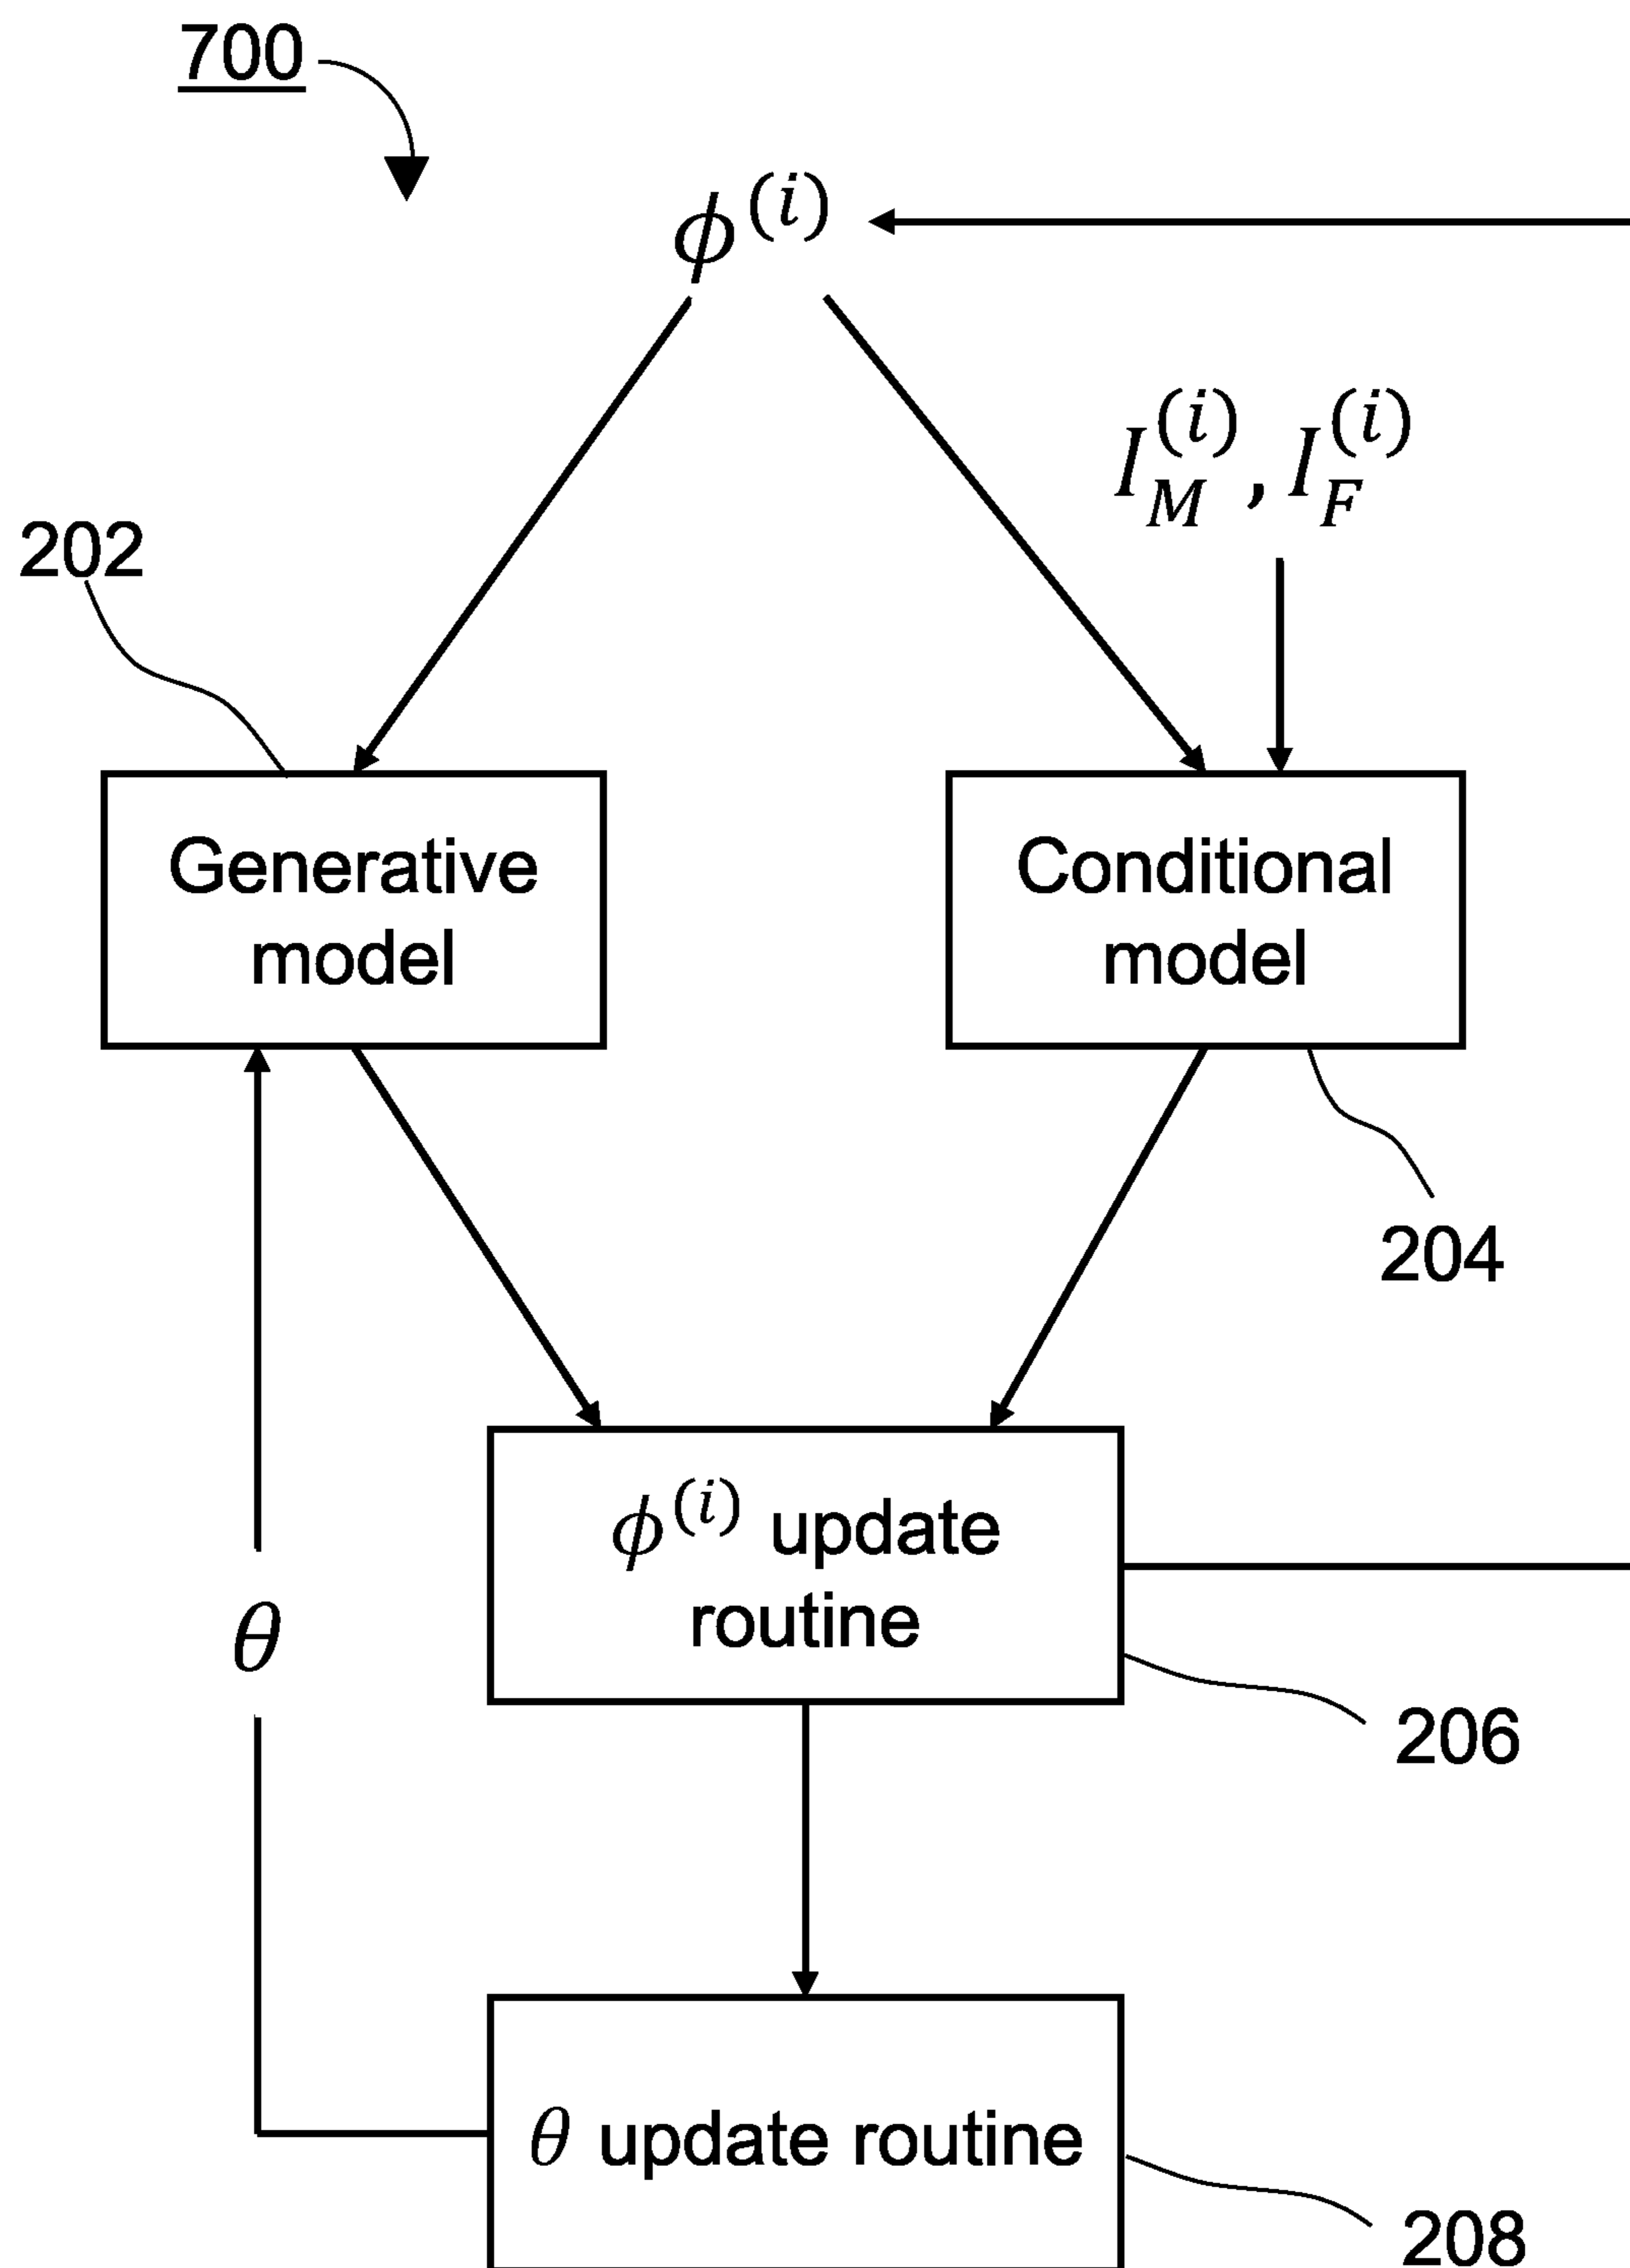 700
ϕ^(i)
I_M^(i), I_F^(i)
202
Generative
model
Conditional
model
204
ϕ^(i) update
routine
θ
206
θ update routine
208